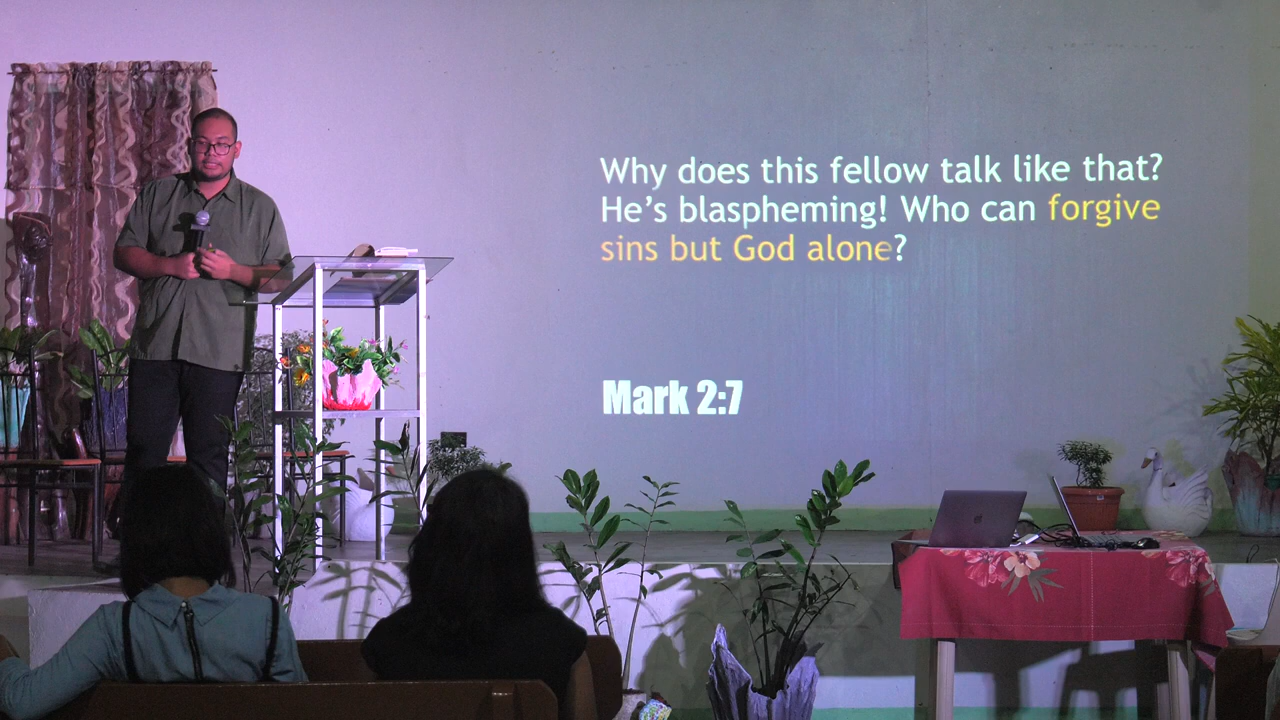 Why does this fellow talk like that?
He’s blaspheming! Who can forgive
sins but God alone?
Mark 2:7